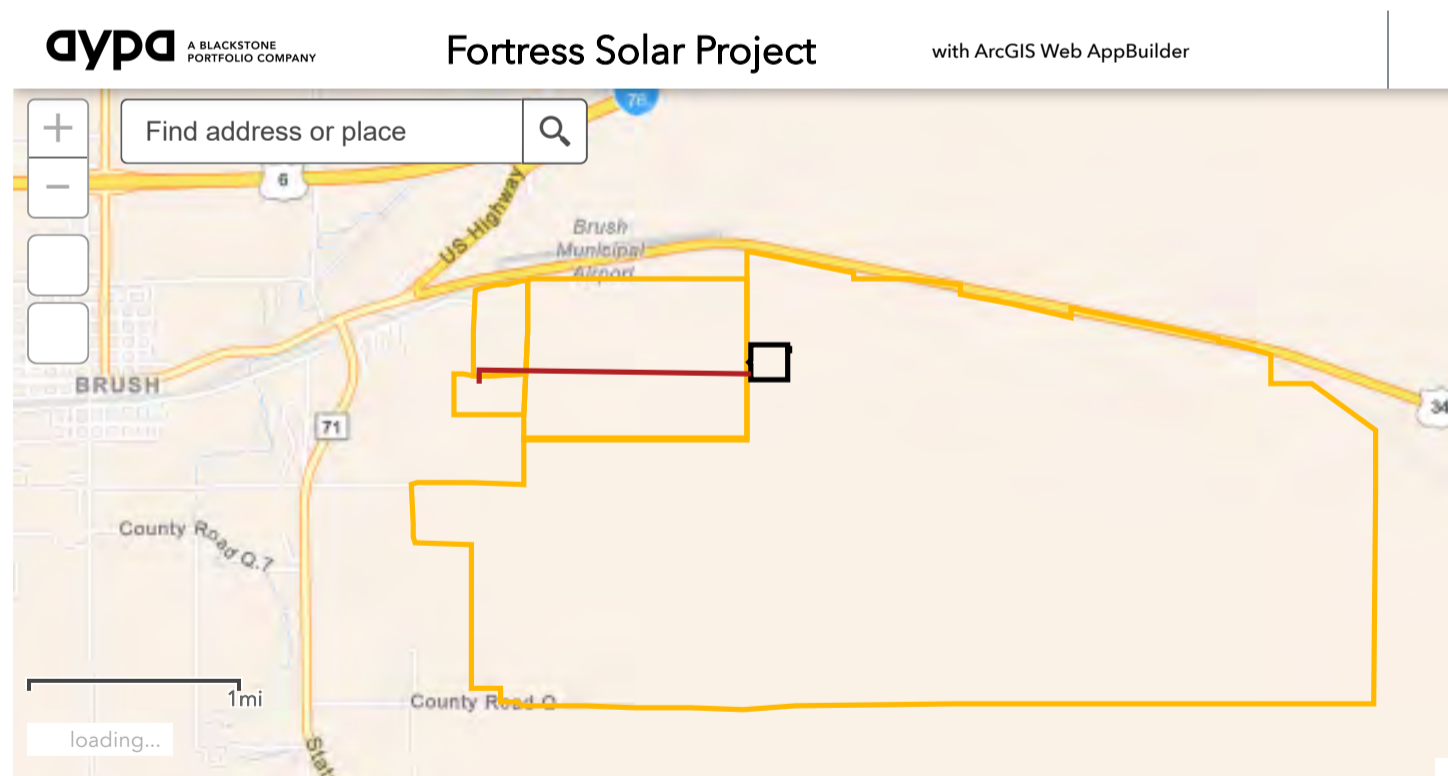 aypa
A BLACKSTONE
PORTFOLIO COMPANY
Fortress Solar Project
with ArcGIS Web AppBuilder
76
+
Find address or place
−
6
US Highway
Brush
Municipal
Airport
BRUSH
71
34
County Road Q.7
1mi
County Road Q
loading...
Stat